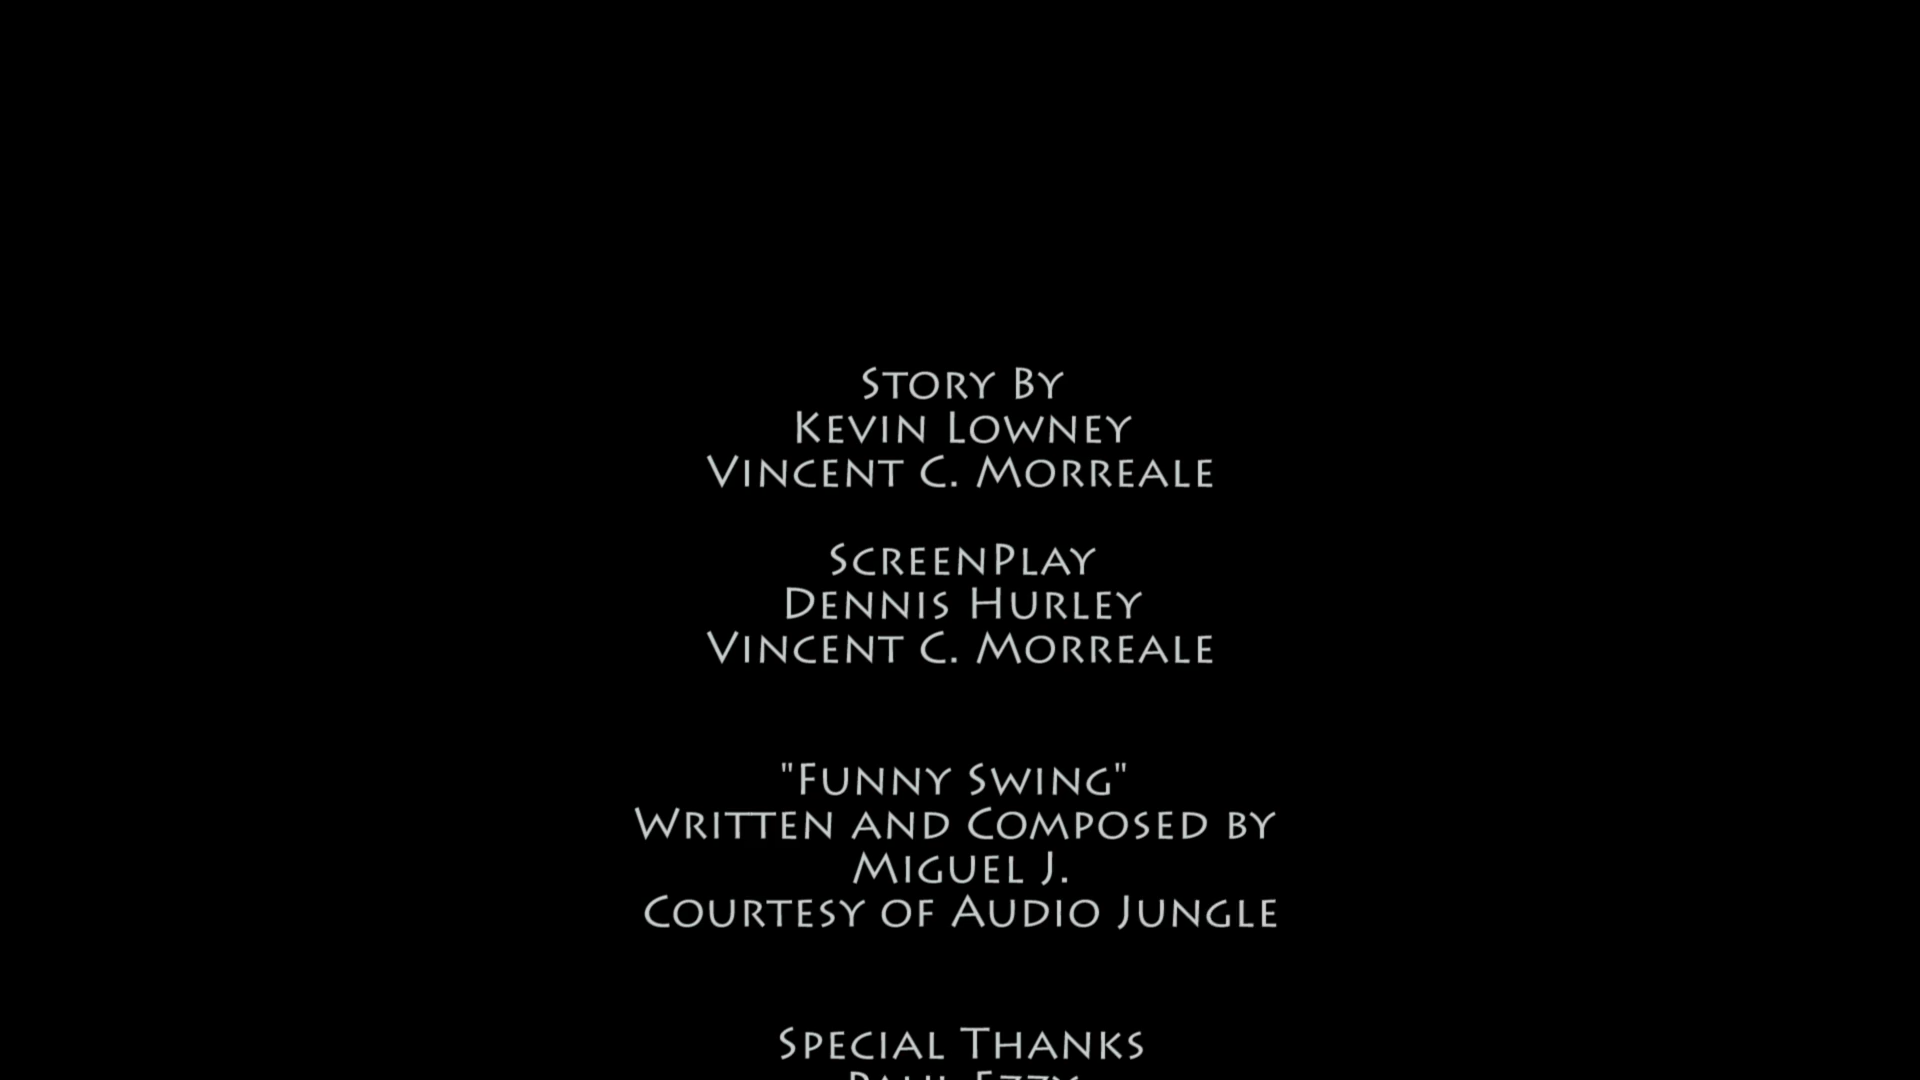 Story By
Kevin Lowney
Vincent C. Morreale
ScreenPlay
Dennis Hurley
Vincent C. Morreale
"Funny Swing"
Written and Composed by
Miguel J.
Courtesy of Audio Jungle
Special Thanks